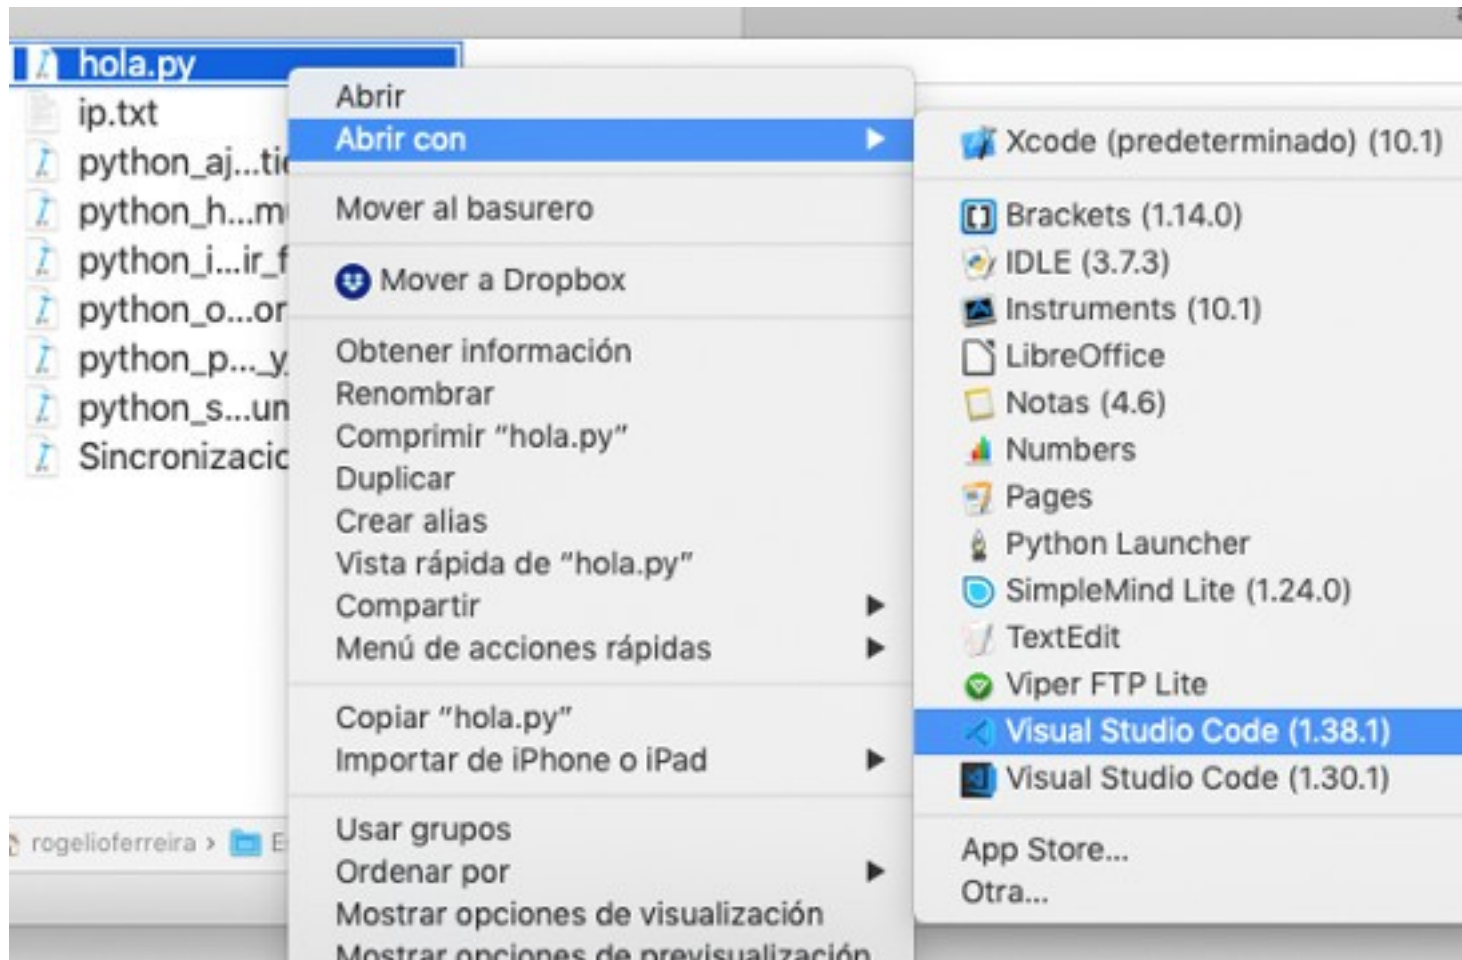 hola.py
ip.txt
python_aj...tie
python_h...mu
python_i...ir_f
python_o...or
python_p..._y
python_s...un
Sincronizacio
rogelioferreira › E
Abrir
Abrir con
Mover al basurero
Mover a Dropbox
Obtener información
Renombrar
Comprimir “hola.py”
Duplicar
Crear alias
Vista rápida de “hola.py”
Compartir
Menú de acciones rápidas
Copiar “hola.py”
Importar de iPhone o iPad
Usar grupos
Ordenar por
Mostrar opciones de visualización
Mostrar opciones de previsualización
Xcode (predeterminado) (10.1)
Brackets (1.14.0)
IDLE (3.7.3)
Instruments (10.1)
LibreOffice
Notas (4.6)
Numbers
Pages
Python Launcher
SimpleMind Lite (1.24.0)
TextEdit
Viper FTP Lite
Visual Studio Code (1.38.1)
Visual Studio Code (1.30.1)
App Store...
Otra...